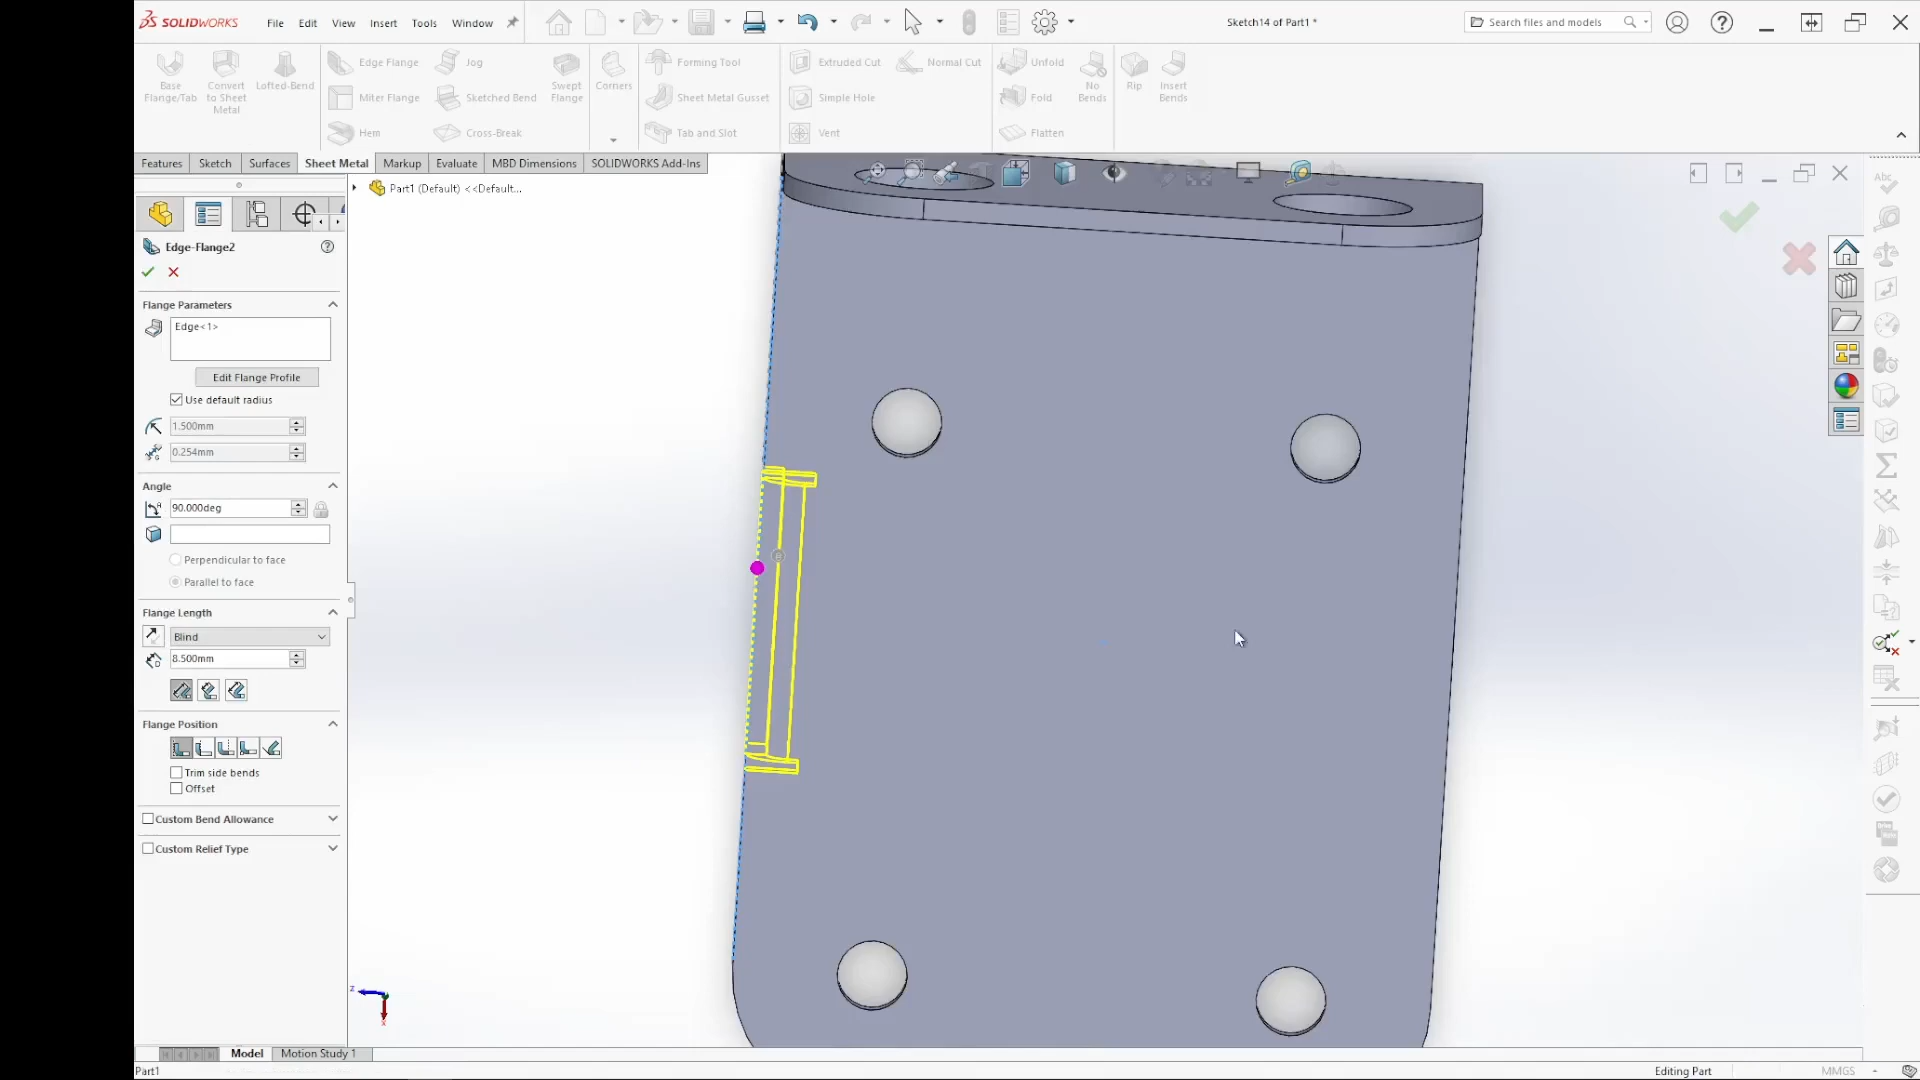 SOLIDWORKS File Edit View Insert Tools Window Sketch14 of Part1 * Search files and models
Base Flange/Tab
Convert to Sheet Metal
Lofted-Bend
Edge Flange
Miter Flange
Hem
Jog
Sketched Bend
Cross-Break
Swept Flange
Corners
Forming Tool
Sheet Metal Gusset
Tab and Slot
Extruded Cut
Simple Hole
Vent
Normal Cut
Unfold
Fold
Flatten
No Bends
Rip
Insert Bends
Features Sketch Surfaces Sheet Metal Markup Evaluate MBD Dimensions SOLIDWORKS Add-Ins
Part1 (Default) <<Default...
Edge-Flange2
Flange Parameters
Edge<1>
Edit Flange Profile
Use default radius
1.500mm
0.254mm
Angle
90.000deg
Perpendicular to face
Parallel to face
Flange Length
Blind
8.500mm
Flange Position
Trim side bends
Offset
Custom Bend Allowance
Custom Relief Type
z
x
Model Motion Study 1
Part1 Editing Part MMGS -